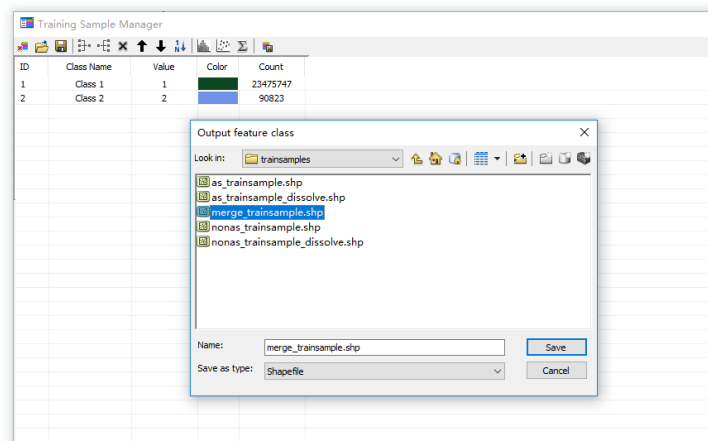 Training Sample Manager
ID Class Name Value Color Count
1 Class 1 1 23475747
2 Class 2 2 90823
Output feature class
Look in: trainsamples
as_trainsample.shp
as_trainsample_dissolve.shp
merge_trainsample.shp
nonas_trainsample.shp
nonas_trainsample_dissolve.shp
Name: merge_trainsample.shp Save
Save as type: Shapefile Cancel